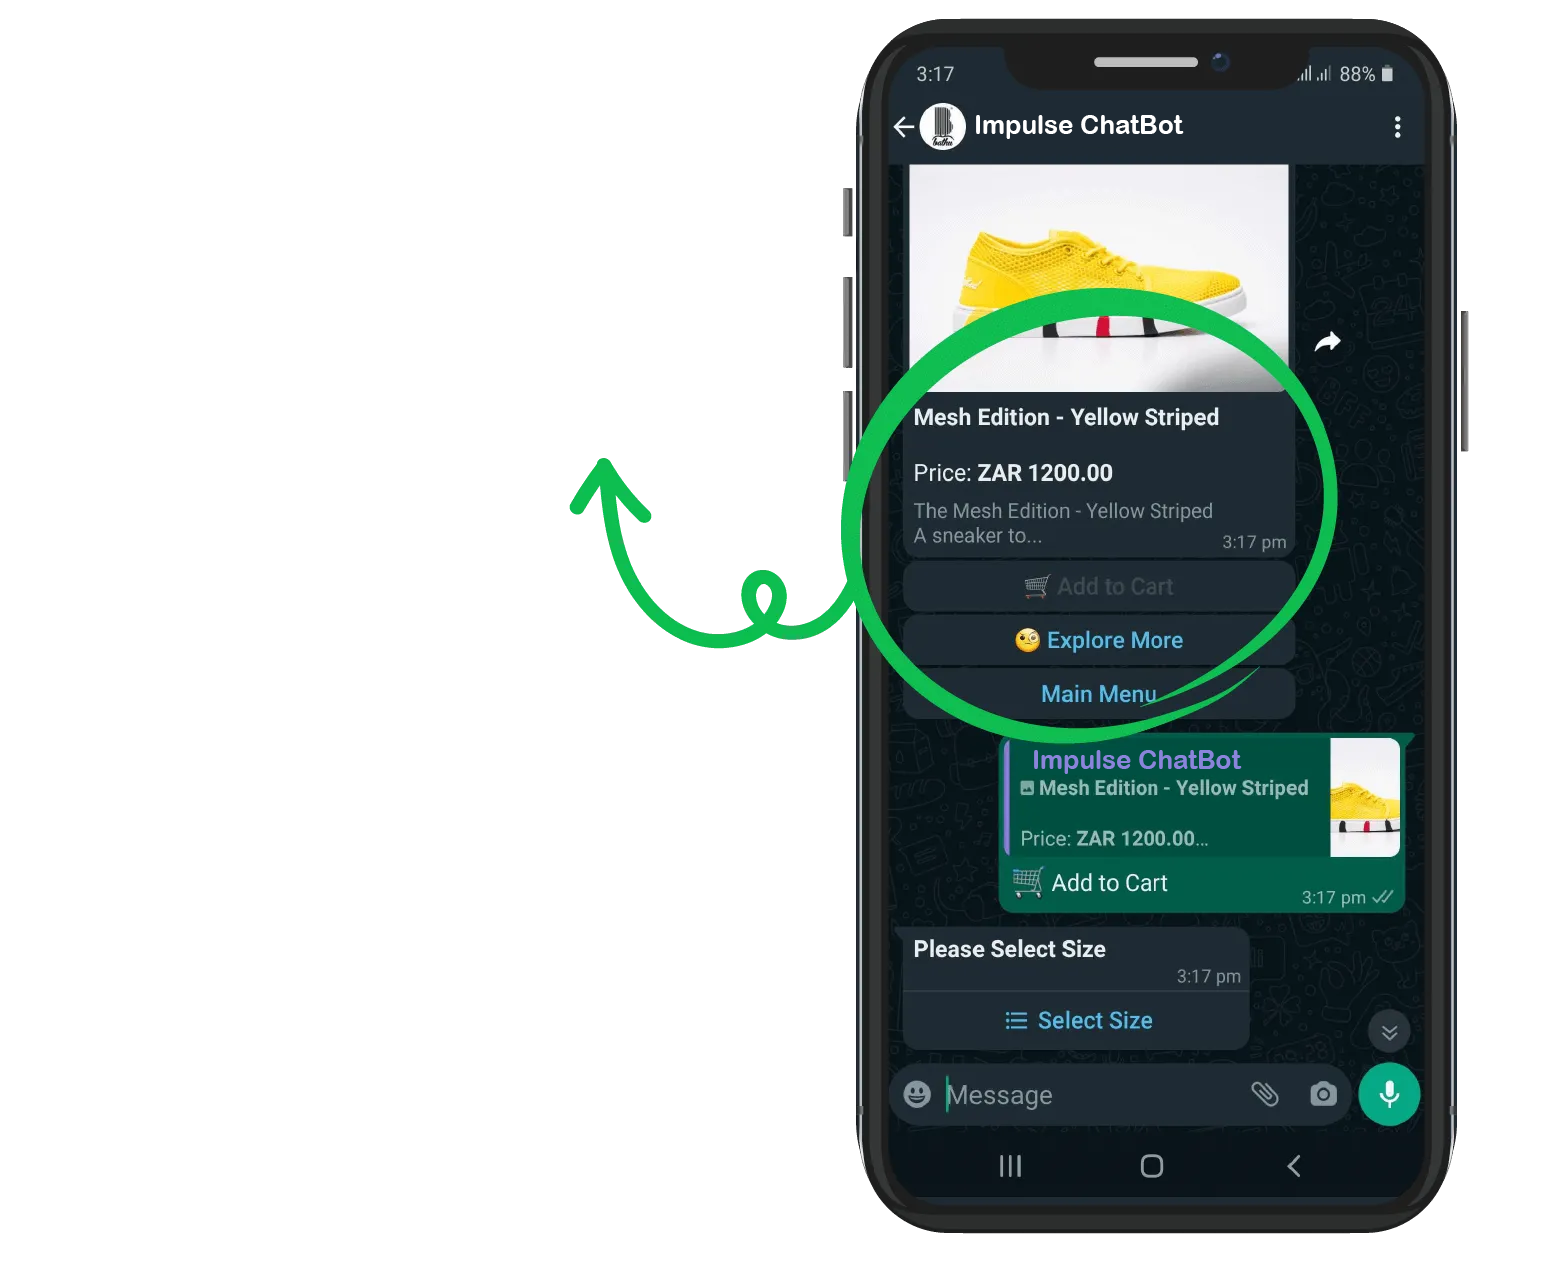 3:17
88%
bathu
Impulse ChatBot
Mesh Edition - Yellow Striped
Price: ZAR 1200.00
The Mesh Edition - Yellow Striped
A sneaker to...
3:17 pm
Add to Cart
Explore More
Main Menu
Impulse ChatBot
Mesh Edition - Yellow Striped
Price: ZAR 1200.00...
Add to Cart
3:17 pm
Please Select Size
3:17 pm
Select Size
Message